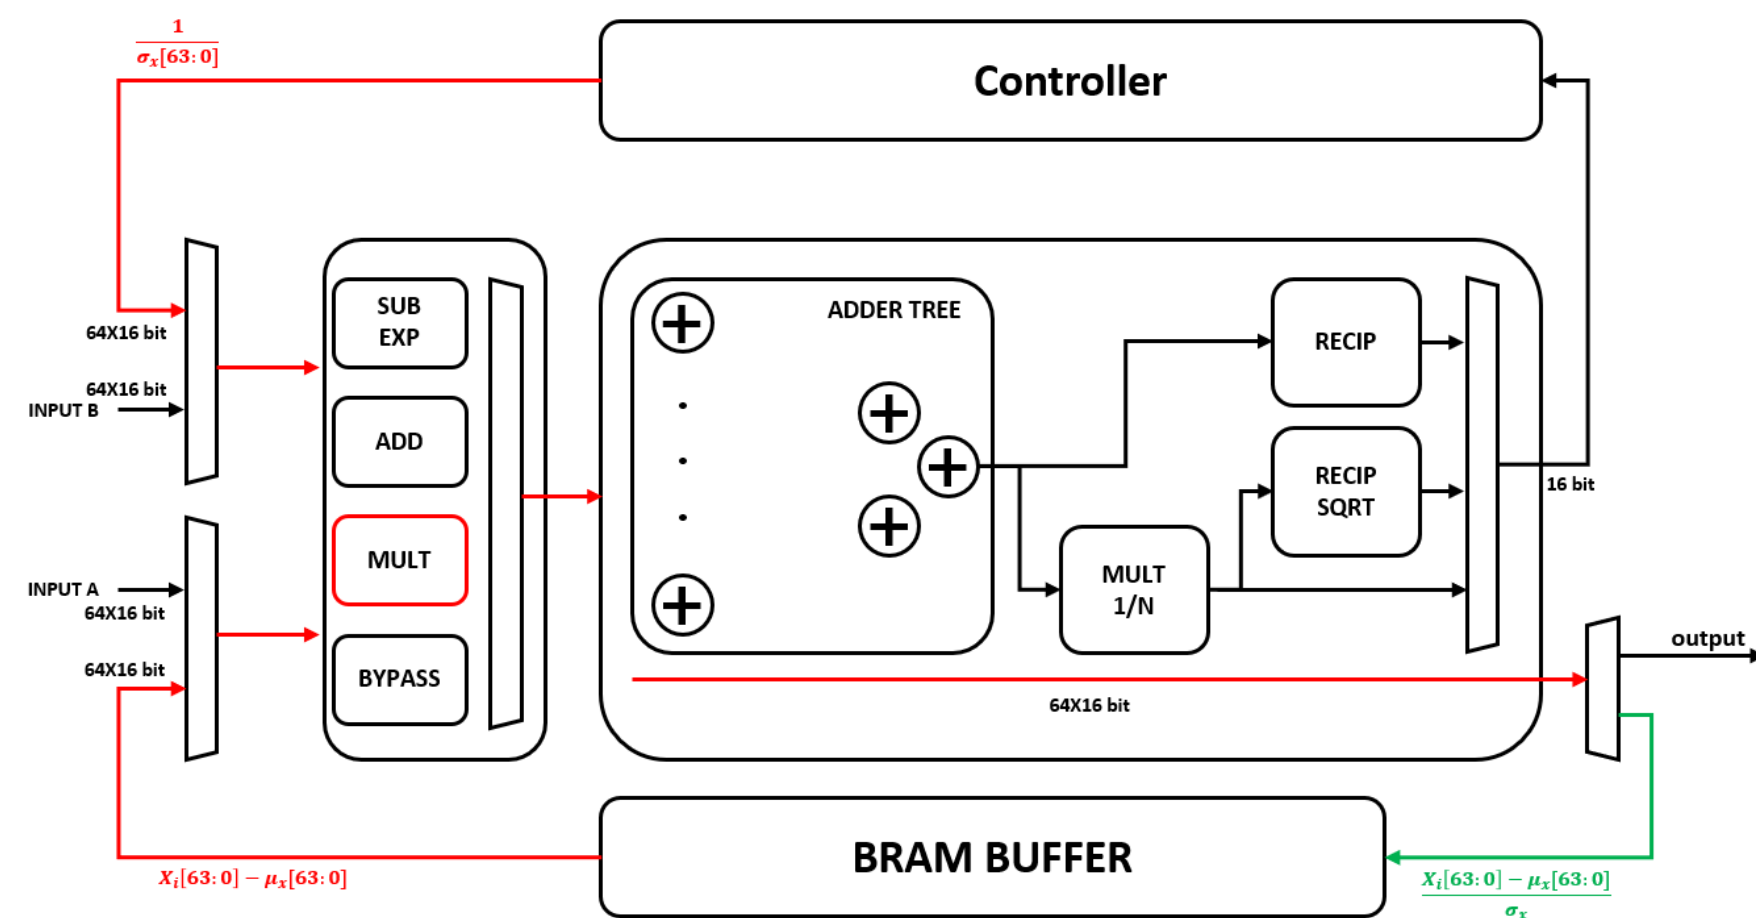 1
σₓ[63:0]
Controller
64X16 bit
64X16 bit
INPUT B
INPUT A
64X16 bit
64X16 bit
SUB
EXP
ADD
MULT
BYPASS
ADDER TREE
+
+
+
+
+
RECIP
RECIP
SQRT
MULT
1/N
16 bit
64X16 bit
output
BRAM BUFFER
Xᵢ[63:0] − μₓ[63:0]
Xᵢ[63:0] − μₓ[63:0]
σₓ